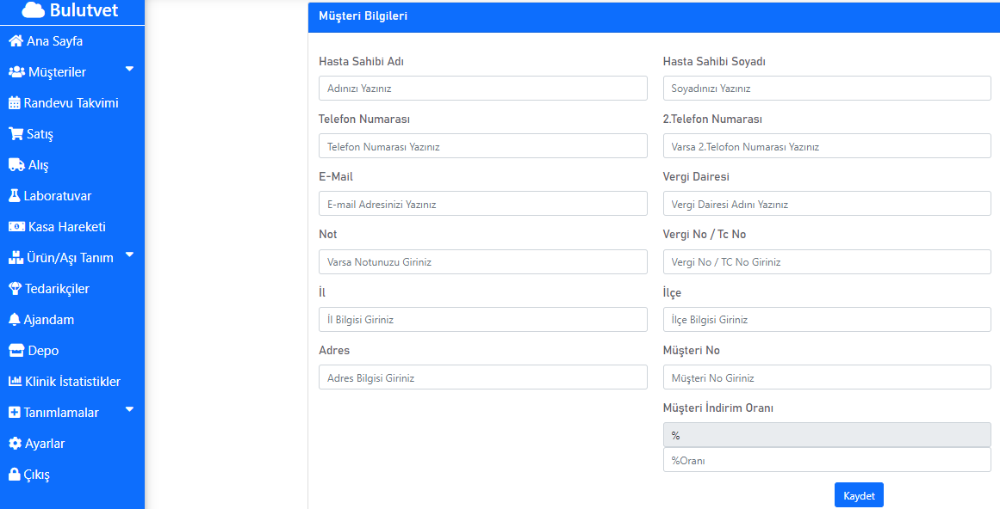 Bulutvet
Ana Sayfa
Müşteriler
Randevu Takvimi
Satış
Alış
Laboratuvar
Kasa Hareketi
Ürün/Aşı Tanım
Tedarikçiler
Ajandam
Depo
Klinik İstatistikler
Tanımlamalar
Ayarlar
Çıkış
Müşteri Bilgileri
Hasta Sahibi Adı
Adınızı Yazınız
Hasta Sahibi Soyadı
Soyadınızı Yazınız
Telefon Numarası
Telefon Numarası Yazınız
2.Telefon Numarası
Varsa 2.Telofon Numarası Yazınız
E-Mail
E-mail Adresinizi Yazınız
Vergi Dairesi
Vergi Dairesi Adını Yazınız
Not
Varsa Notunuzu Giriniz
Vergi No / Tc No
Vergi No / TC No Giriniz
İl
İl Bilgisi Giriniz
İlçe
İlçe Bilgisi Giriniz
Adres
Adres Bilgisi Giriniz
Müşteri No
Müşteri No Giriniz
Müşteri İndirim Oranı
%
%Oranı
Kaydet